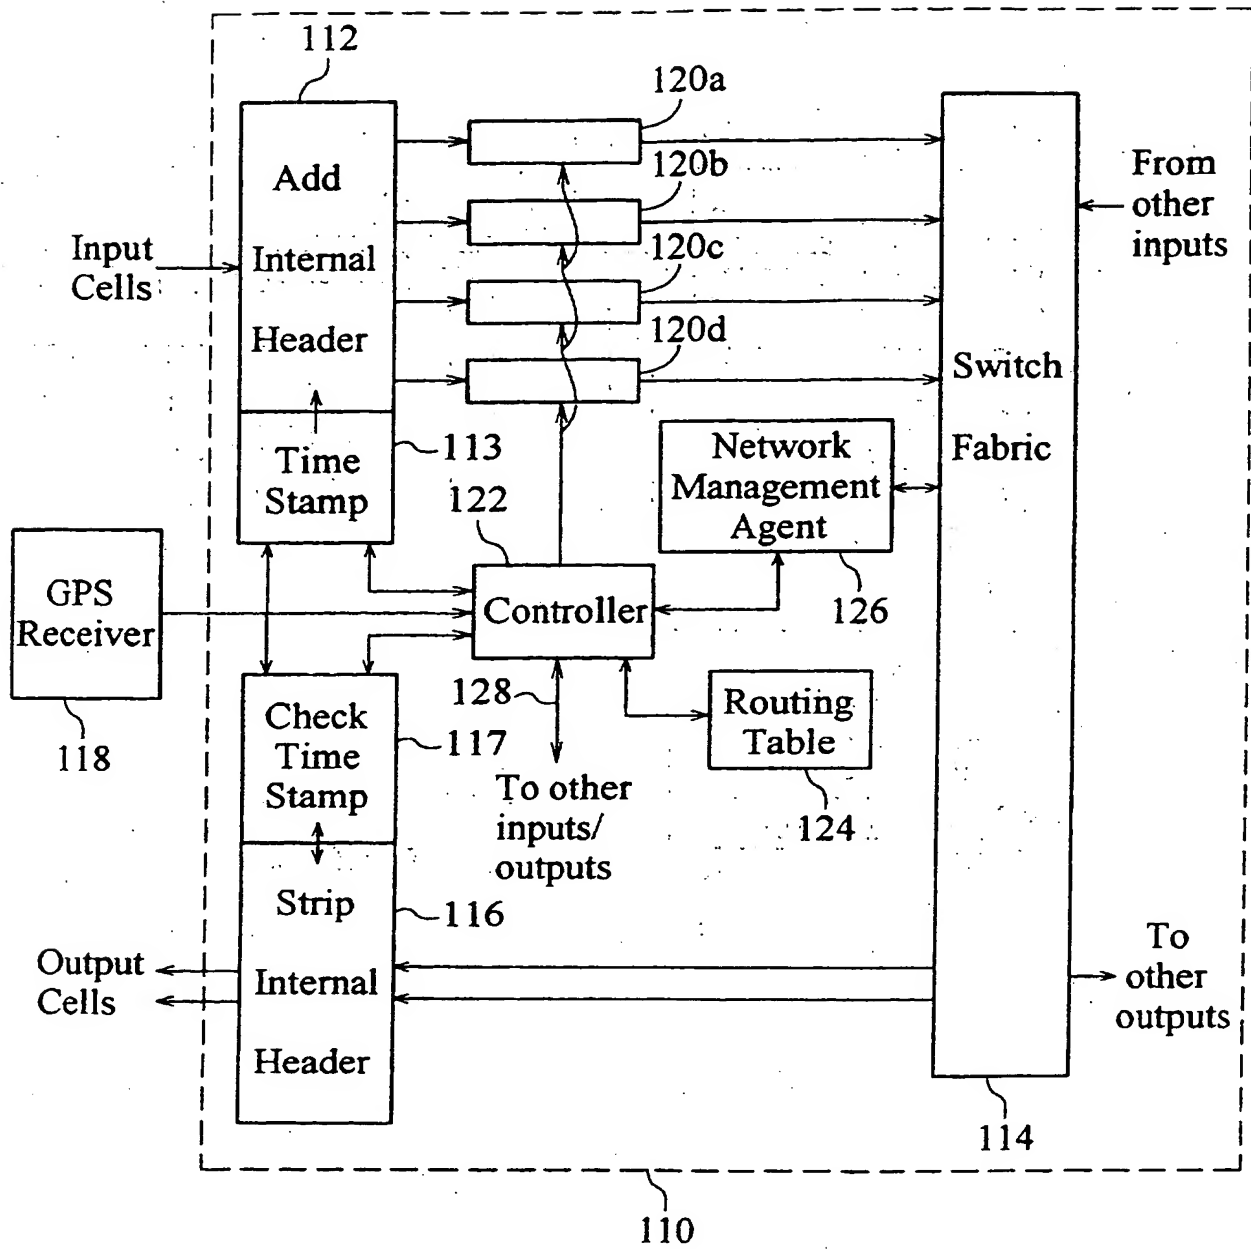 112
120a
Add
Internal
Header
120b
From
other
inputs
Input
Cells
120c
120d
Switch
Fabric
Time
Stamp
113
Network
Management
Agent
122
GPS
Receiver
Controller
126
118
Check
Time
Stamp
117
128
Routing
Table
124
To other
inputs/
outputs
Strip
Internal
Header
116
Output
Cells
To
other
outputs
114
110